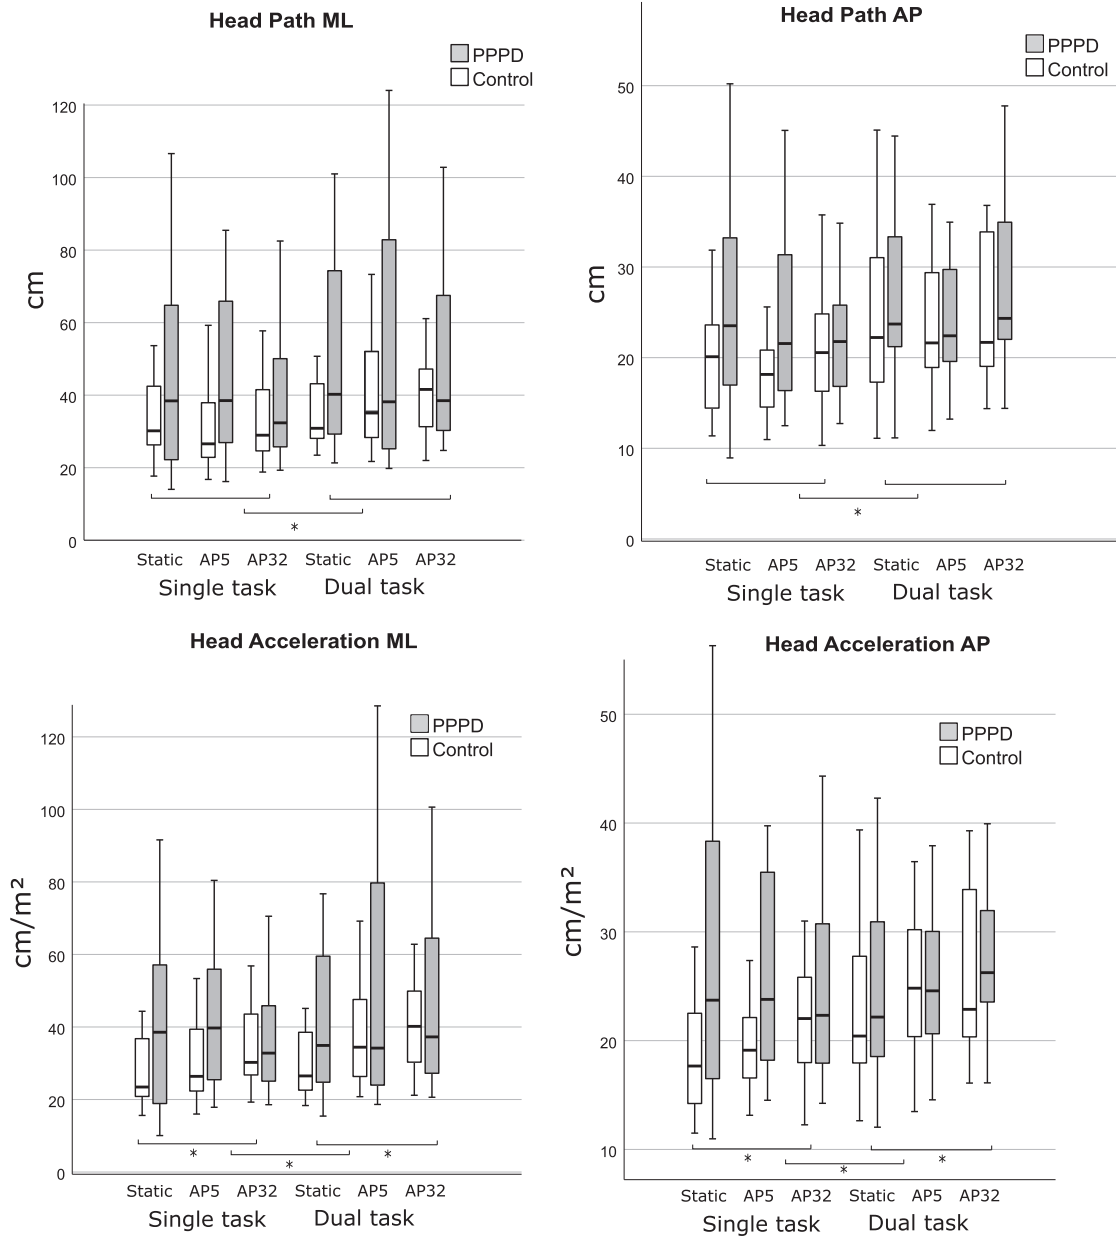 Head Path ML
PPPD
Control
120
100
80
60
40
20
0
cm
*
Static AP5 AP32 Static AP5 AP32
Single task Dual task
Head Path AP
PPPD
Control
50
40
30
20
10
0
cm
*
Static AP5 AP32 Static AP5 AP32
Single task Dual task
Head Acceleration ML
PPPD
Control
120
100
80
60
40
20
0
cm/m²
* * *
Static AP5 AP32 Static AP5 AP32
Single task Dual task
Head Acceleration AP
PPPD
Control
50
40
30
20
10
cm/m²
* * *
Static AP5 AP32 Static AP5 AP32
Single task Dual task